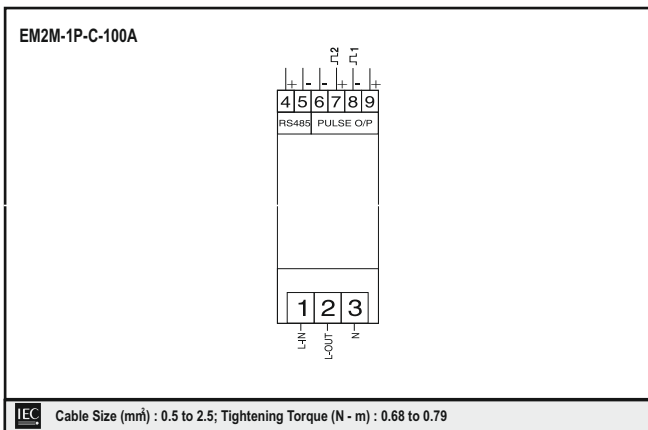 EM2M-1P-C-100A
⎍2 ⎍1
+ - - + - +
4 5 6 7 8 9
RS485 PULSE O/P
1 2 3
L-IN L-OUT N
IEC Cable Size (mm²) : 0.5 to 2.5; Tightening Torque (N - m) : 0.68 to 0.79